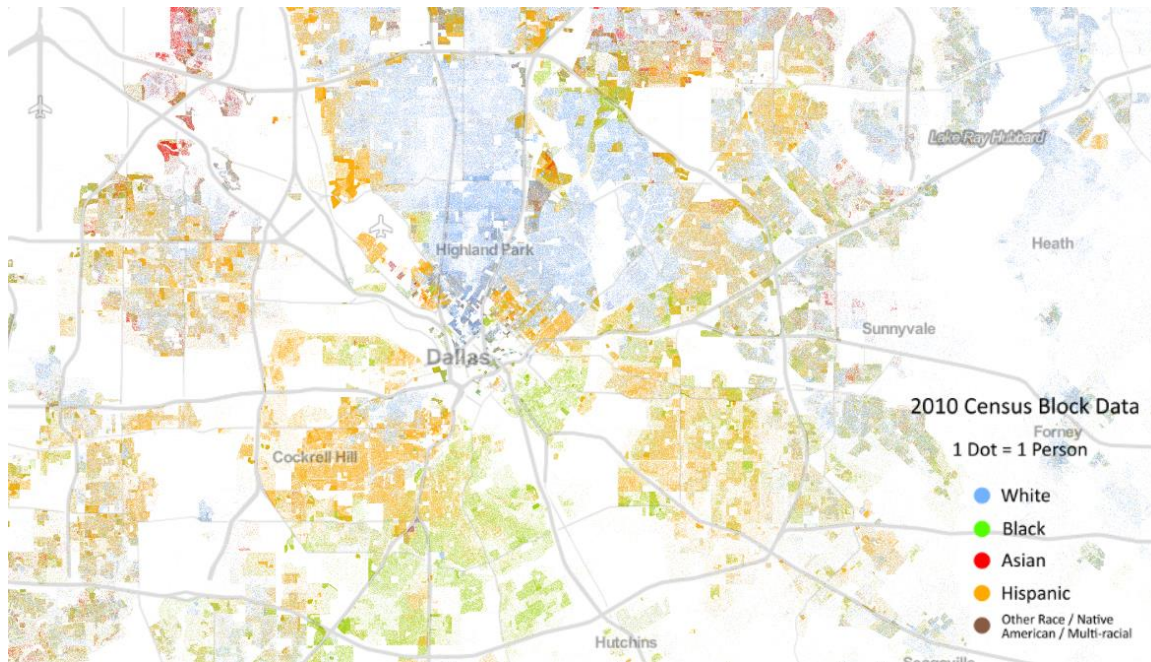 Lake Ray Hubbard
Highland Park
Heath
Sunnyvale
Dallas
2010 Census Block Data
Forney
1 Dot = 1 Person
Cockrell Hill
White
Black
Asian
Hispanic
Other Race / Native
American / Multi-racial
Hutchins